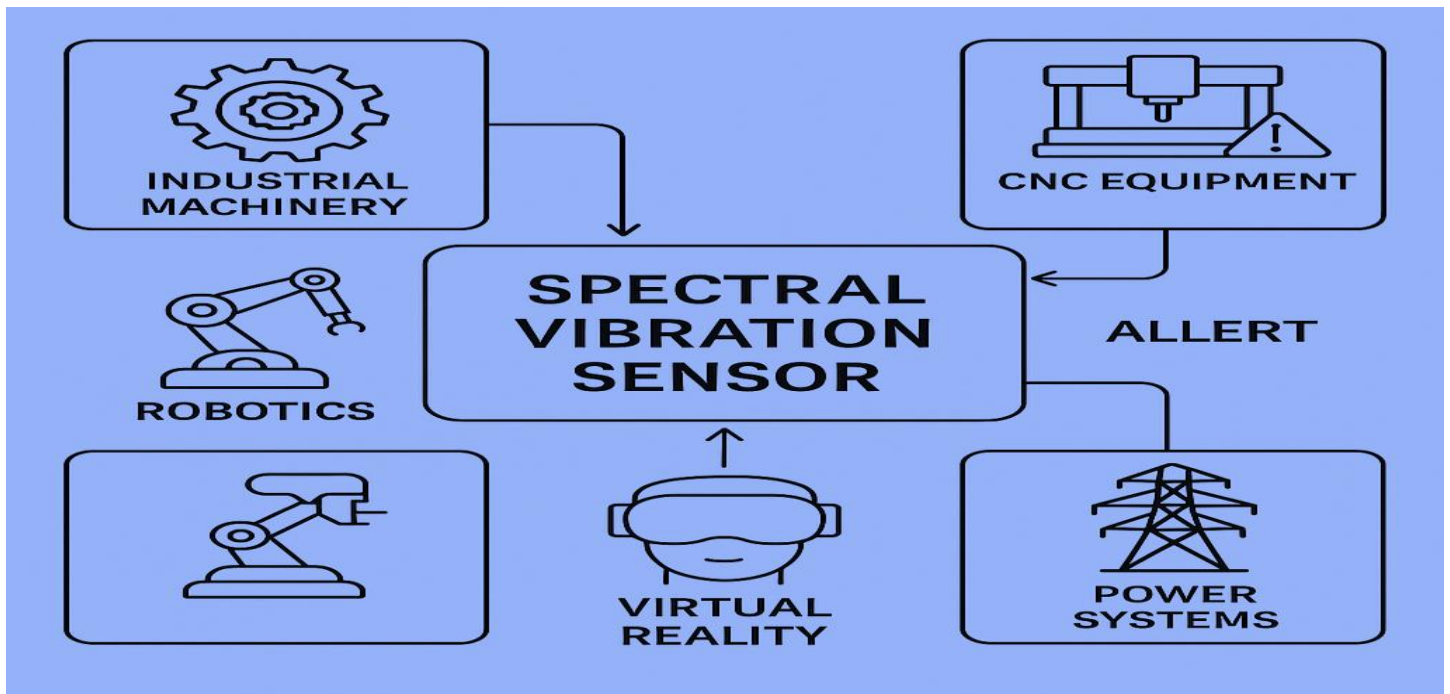 INDUSTRIAL
MACHINERY
CNC EQUIPMENT
SPECTRAL
VIBRATION
SENSOR
ALLERT
ROBOTICS
VIRTUAL
REALITY
POWER
SYSTEMS